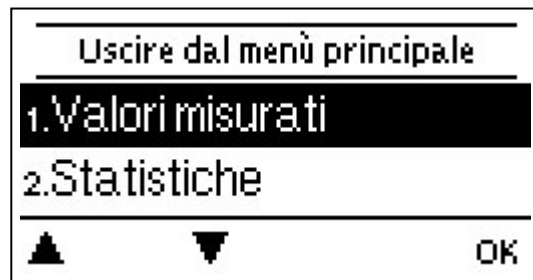 Uscire dal menù principale
1.Valori misurati
2.Statistiche
▲ ▼ OK